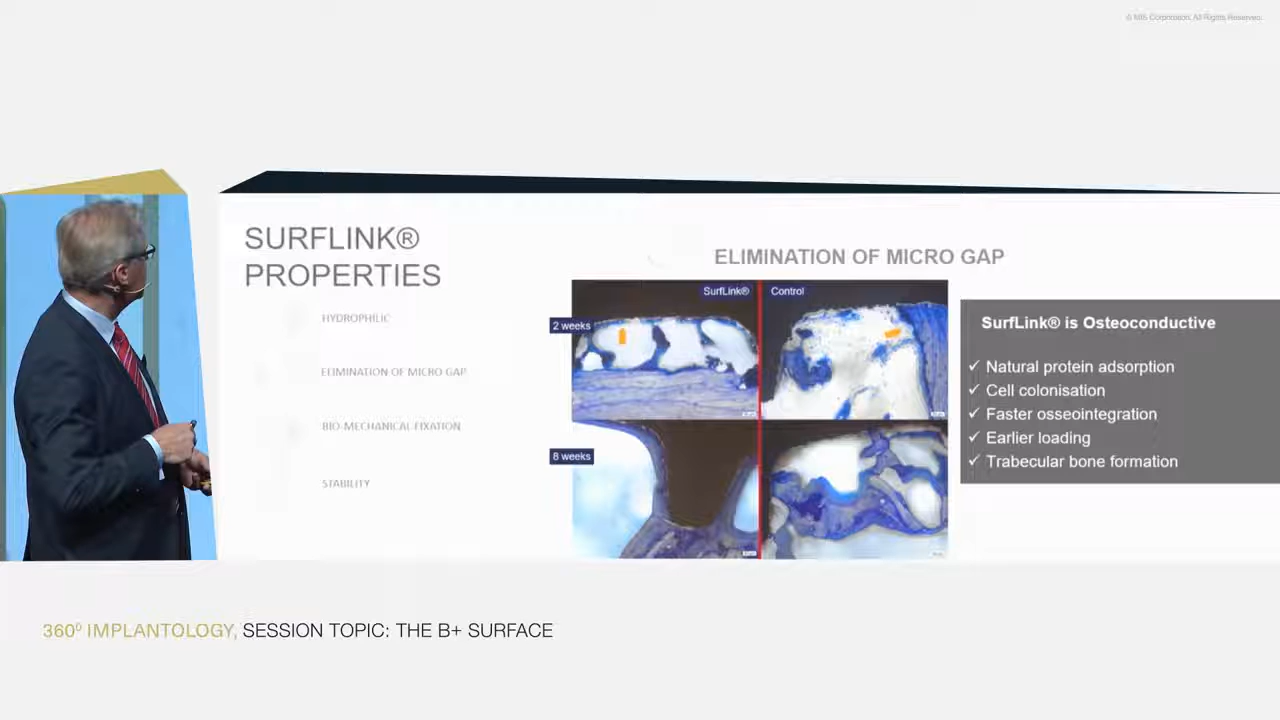 © MIS Corporation. All Rights Reserved.
SURFLINK®
PROPERTIES
HYDROPHILIC
ELIMINATION OF MICRO GAP
BIO-MECHANICAL FIXATION
STABILITY
ELIMINATION OF MICRO GAP
SurfLink®
Control
2 weeks
8 weeks
SurfLink® is Osteoconductive
✓ Natural protein adsorption
✓ Cell colonisation
✓ Faster osseointegration
✓ Earlier loading
✓ Trabecular bone formation
360⁰ IMPLANTOLOGY, SESSION TOPIC: THE B+ SURFACE